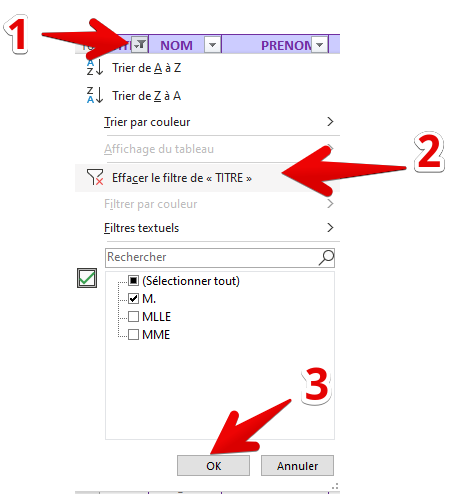 1
NOM PRENOM
Trier de A à Z
Trier de Z à A
Trier par couleur
Affichage du tableau
2
Effacer le filtre de « TITRE »
Filtrer par couleur
Filtres textuels
Rechercher
(Sélectionner tout)
M.
MLLE
MME
3
OK Annuler